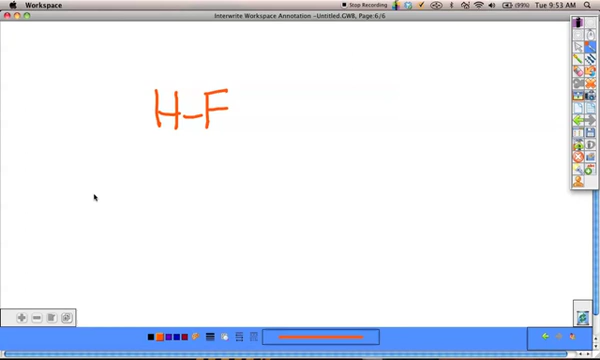 Workspace
Stop Recording
(99%)
Tue 9:53 AM
Interwrite Workspace Annotation -Untitled.GWB, Page:6/6
H-F